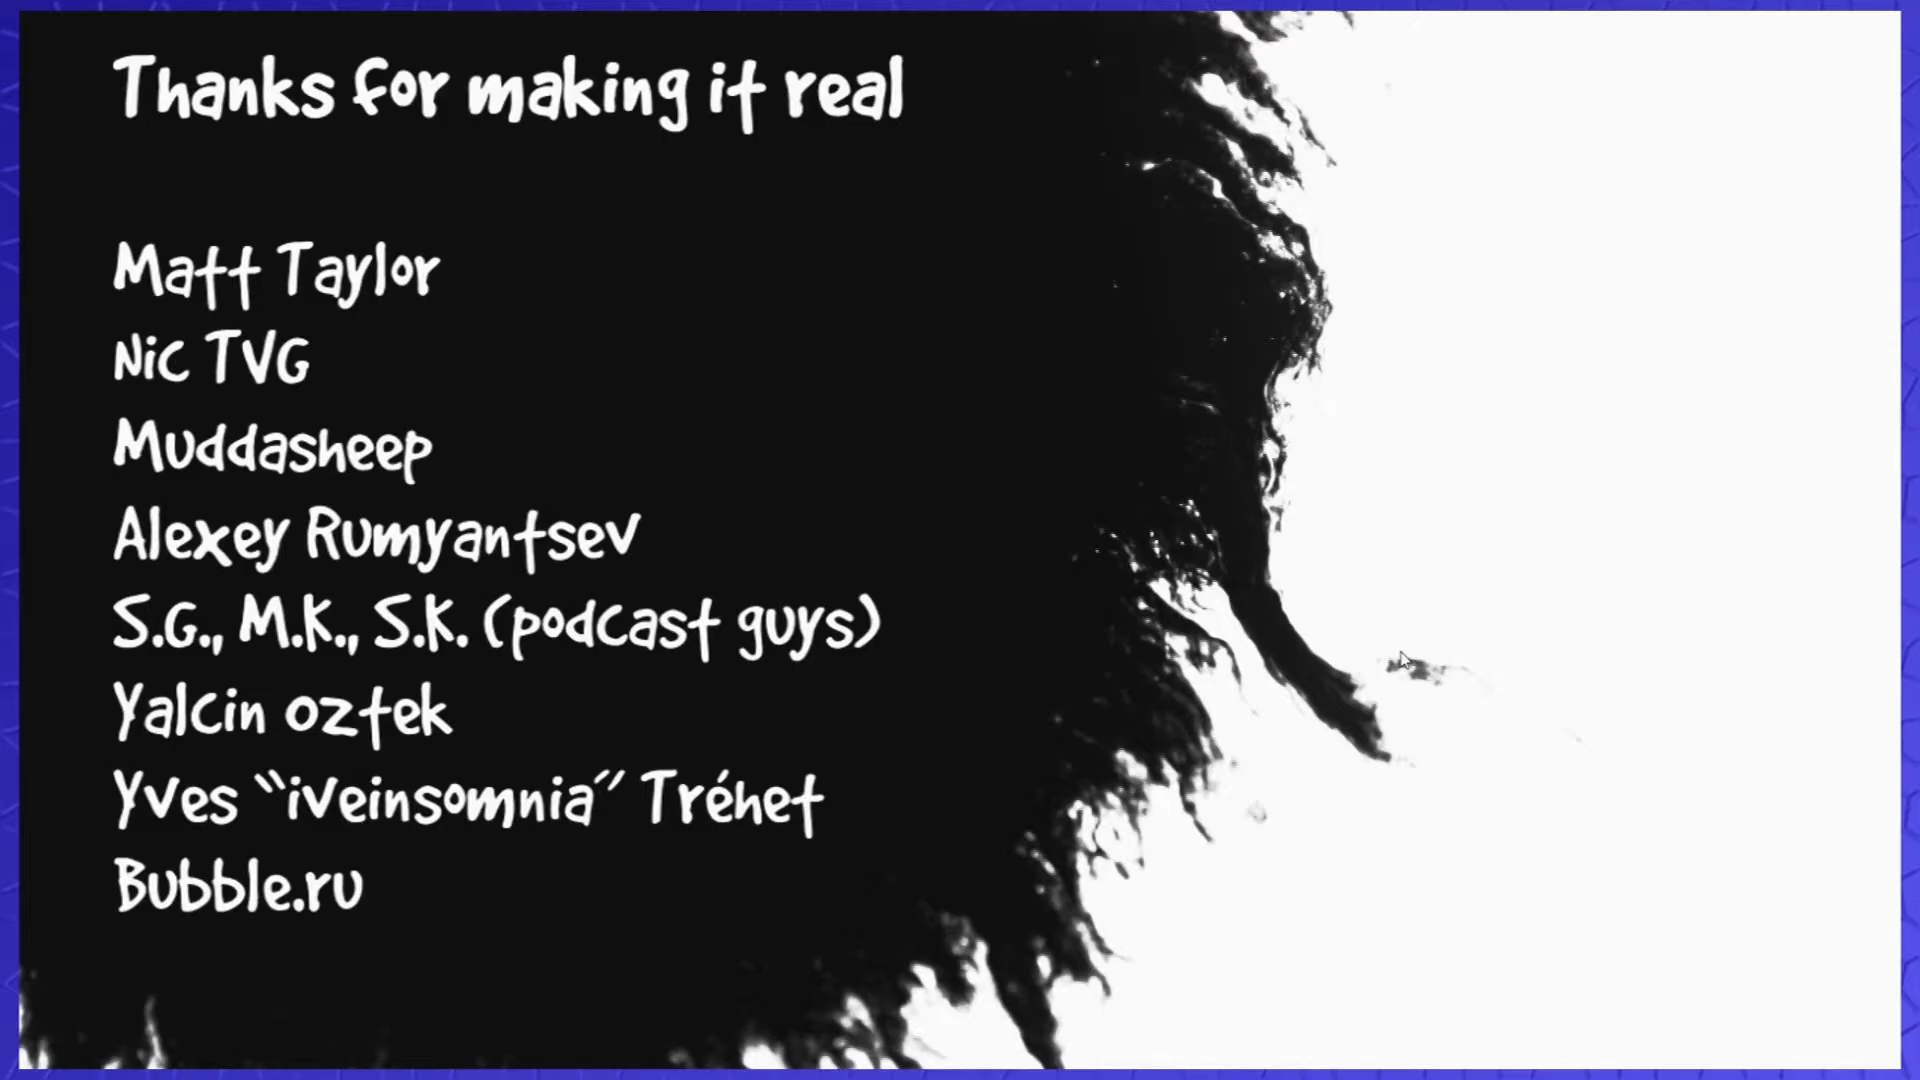 Thanks for making it real
Matt Taylor
Nic TVG
Muddasheep
Alexey Rumyantsev
S.G., M.K., S.K. (podcast guys)
Yalcin oztek
Yves “iveinsomnia” Tréhet
Bubble.ru